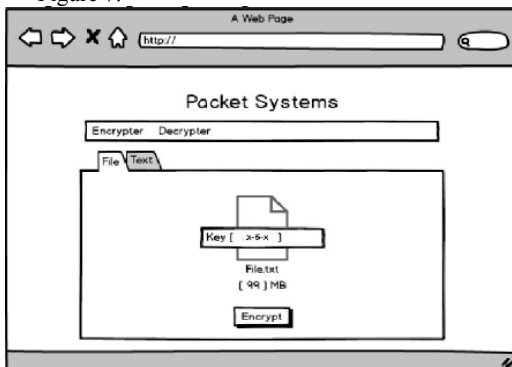 A Web Page
http://
Packet Systems
Encrypter Decrypter
File Text
Key [ x-6-x ]
File.txt
[ 99 ] MB
Encrypt